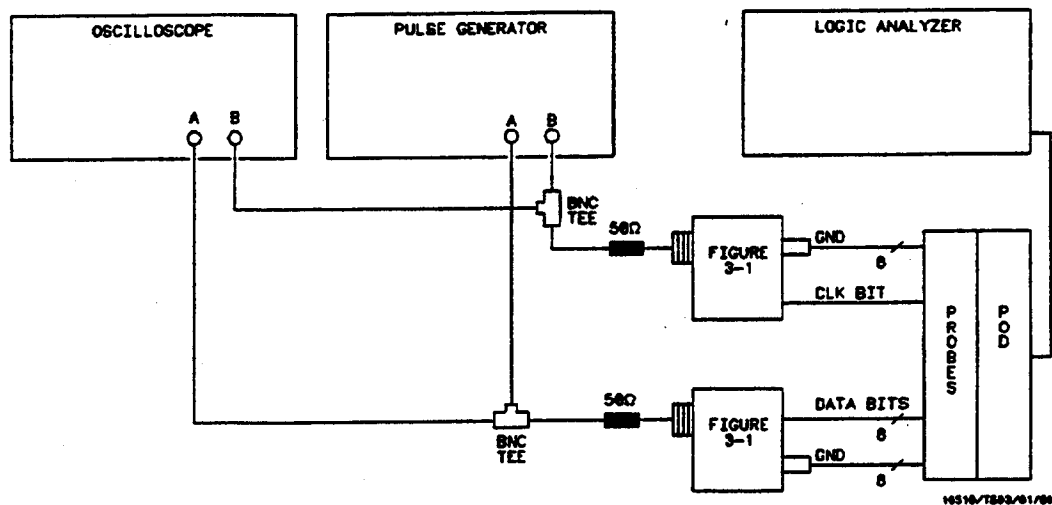 OSCILLOSCOPE
PULSE GENERATOR
LOGIC ANALYZER
A
B
A
B
BNC
TEE
50Ω
FIGURE
3-1
GND
8
CLK BIT
PROBES
POD
50Ω
BNC
TEE
FIGURE
3-1
DATA BITS
8
GND
8